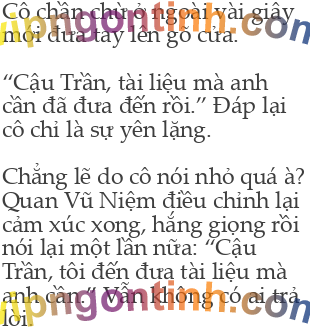 Cô chần chừ ở ngoài vài giây
mới đưa tay lên gõ cửa.
“Cậu Trần, tài liệu mà anh
cần đã đưa đến rồi.” Đáp lại
cô chỉ là sự yên lặng.
Chẳng lẽ do cô nói nhỏ quá à?
Quan Vũ Niệm điều chỉnh lại
cảm xúc xong, hắng giọng rồi
nói lại một lần nữa: “Cậu
Trần, tôi đến đưa tài liệu mà
anh cần.” Vẫn không có ai trả
lời.
vipngontinh.com
vipngontinh.com